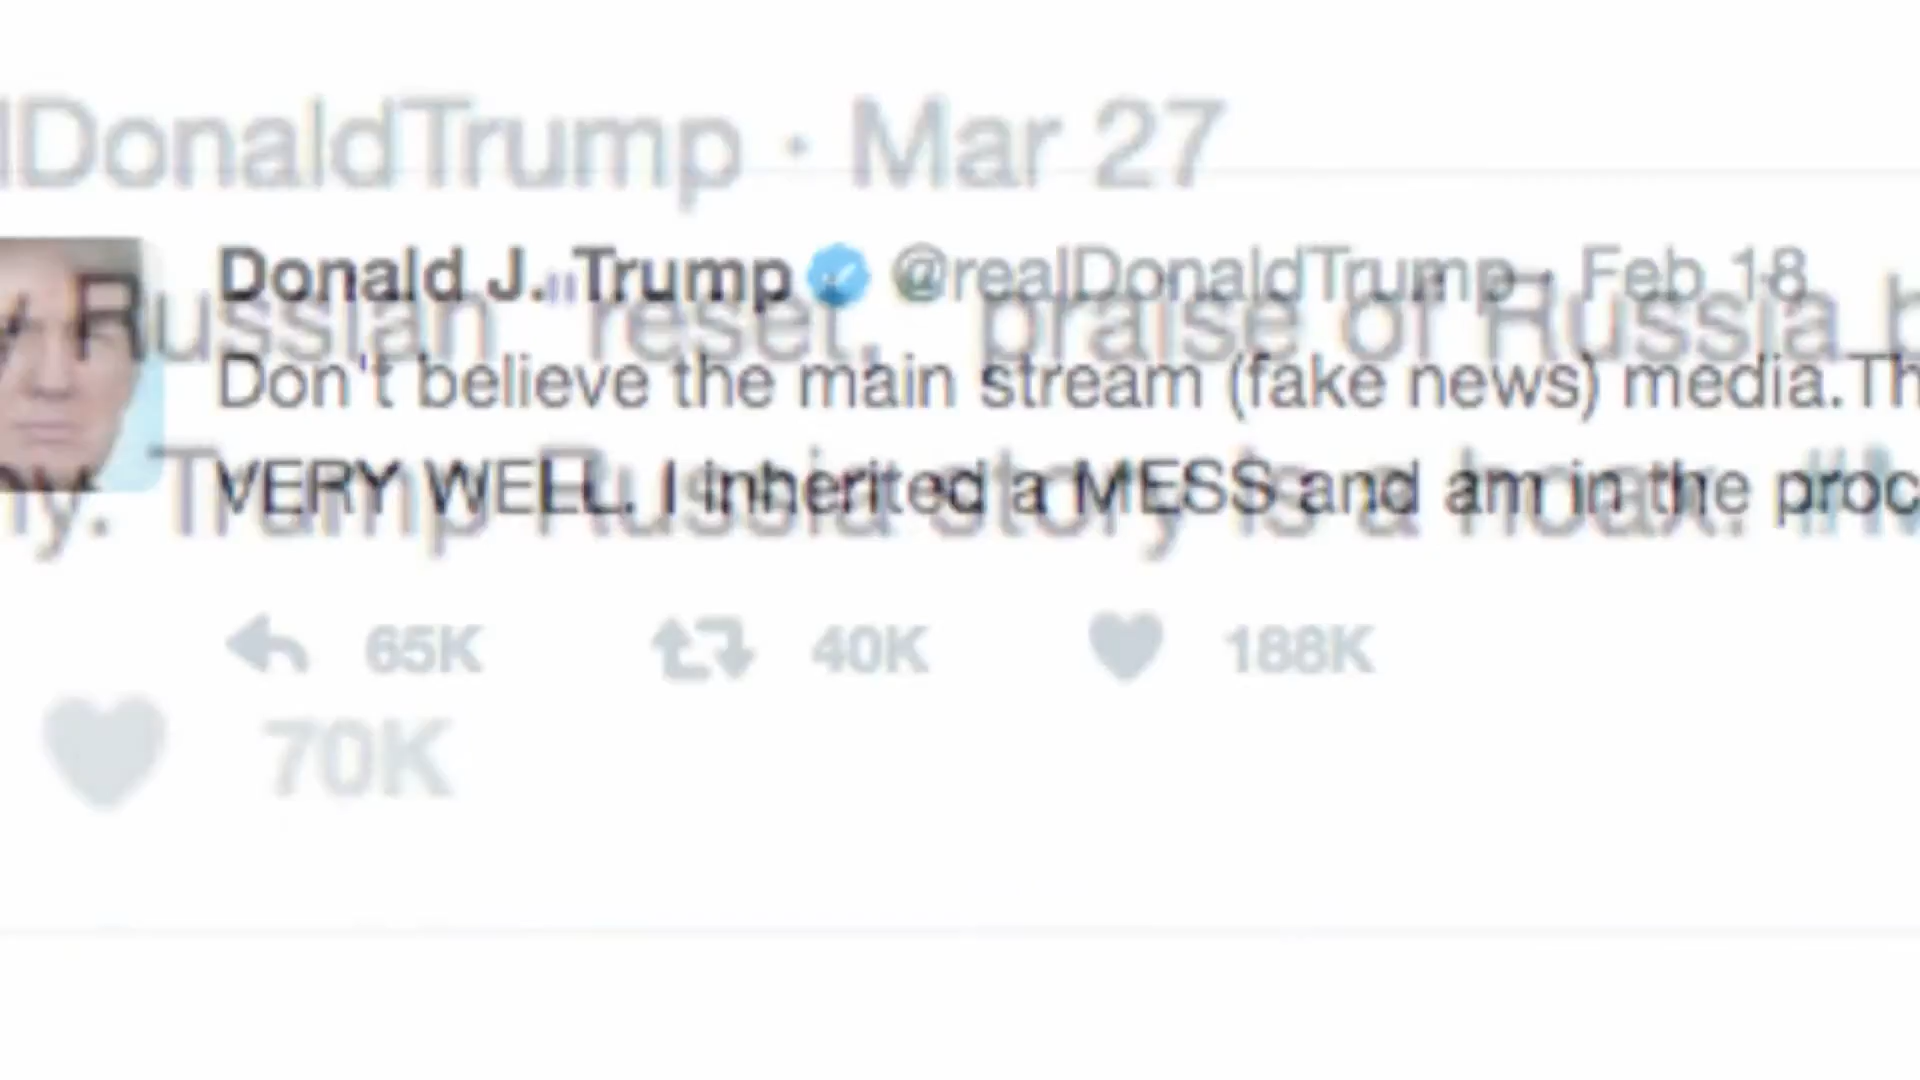 lDonaldTrump · Mar 27
Donald J. Trump @realDonaldTrump · Feb 18
Russian "reset," praise of Russia b
Don't believe the main stream (fake news) media.Th
VERY WELL. I inherited a MESS and am in the proc
ny. Trump Russia story is a hoax.
65K 40K 188K
70K